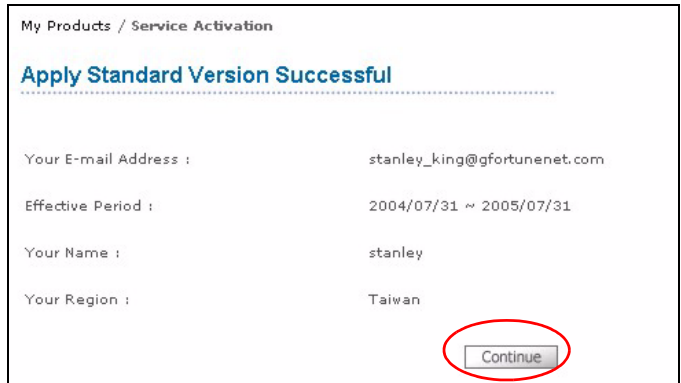 My Products / Service Activation
Apply Standard Version Successful
Your E-mail Address : stanley_king@gfortunenet.com
Effective Period : 2004/07/31 ~ 2005/07/31
Your Name : stanley
Your Region : Taiwan
Continue